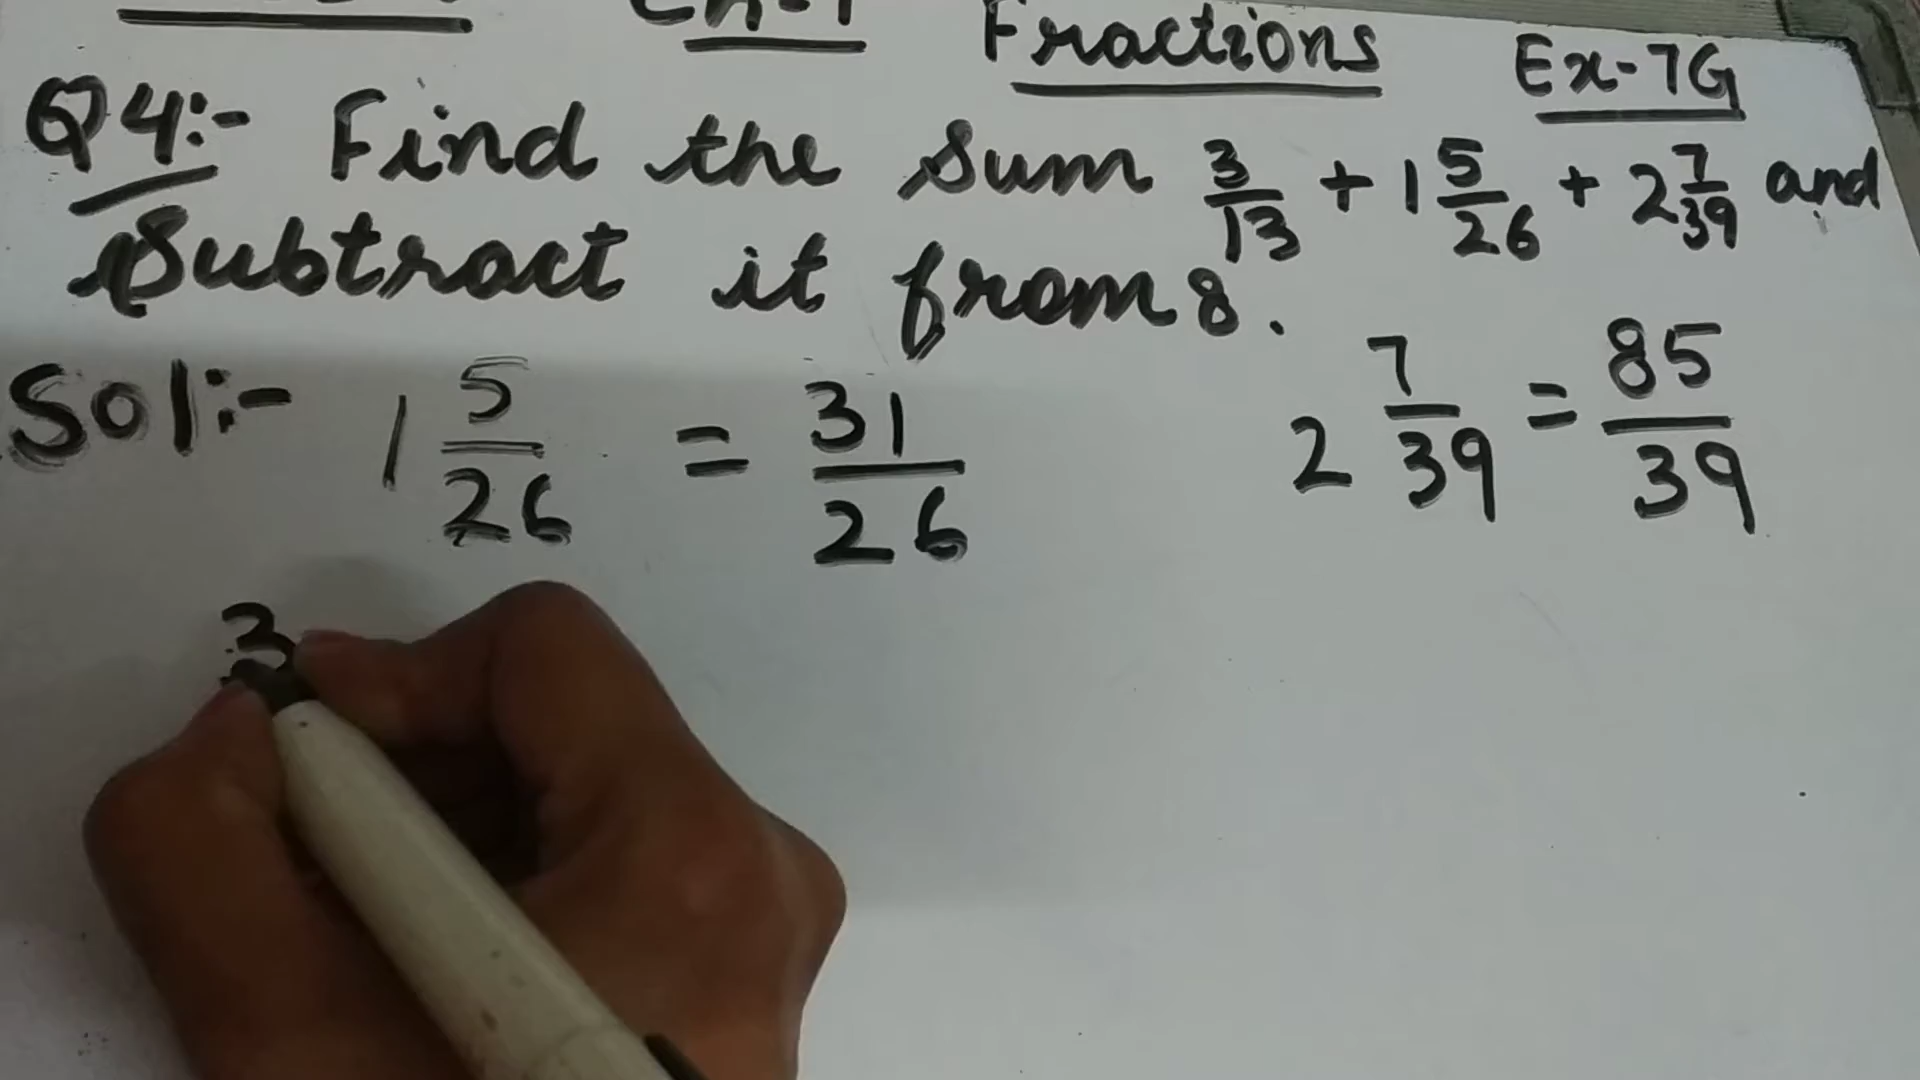 Fractions Ex-7G
Q4:- Find the sum 3/13 + 1 5/26 + 2 7/39 and
Subtract it from 8.
Sol:- 1 5/26 = 31/26 2 7/39 = 85/39
3